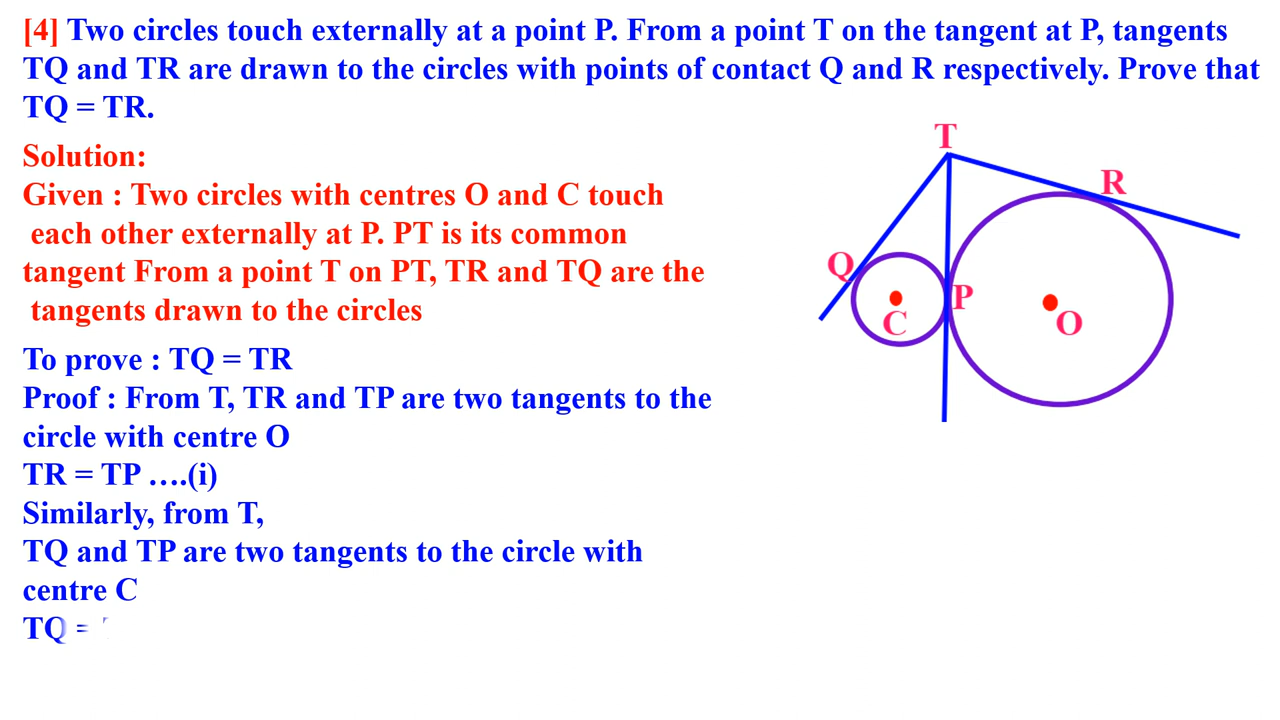 [4] Two circles touch externally at a point P. From a point T on the tangent at P, tangents
TQ and TR are drawn to the circles with points of contact Q and R respectively. Prove that
TQ = TR.
Solution:
Given : Two circles with centres O and C touch
each other externally at P. PT is its common
tangent From a point T on PT, TR and TQ are the
tangents drawn to the circles
To prove : TQ = TR
Proof : From T, TR and TP are two tangents to the
circle with centre O
TR = TP ….(i)
Similarly, from T,
TQ and TP are two tangents to the circle with
centre C
TQ =
T
R
Q
P
C
O